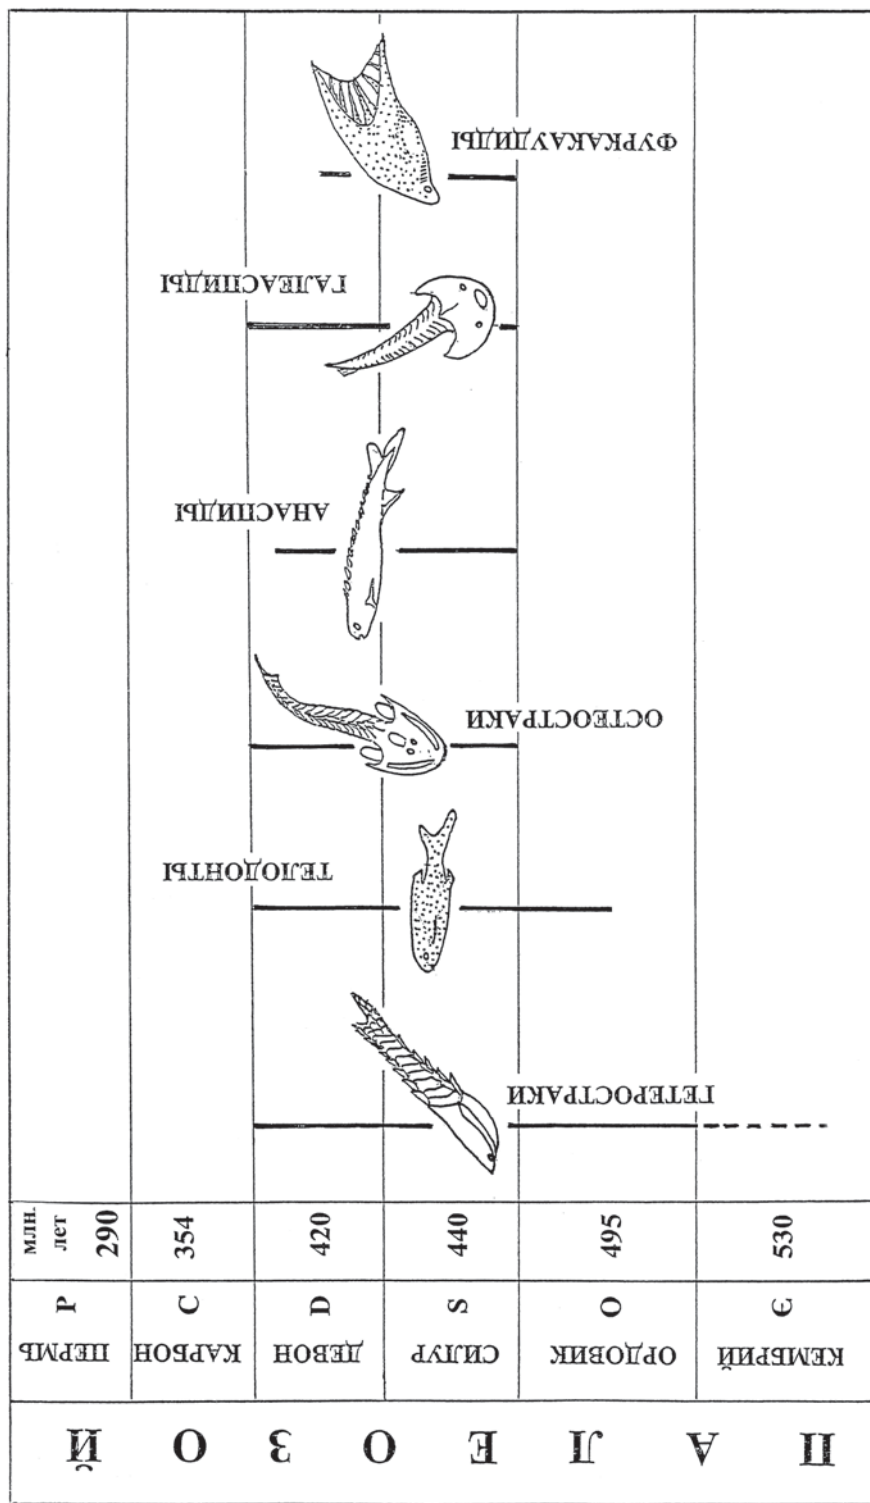 ПАЛЕОЗОЙ
КЕМБРИЙ
Є
530
ОРДОВИК
О
495
СИЛУР
S
440
ДЕВОН
D
420
КАРБОН
С
354
ПЕРМЬ
Р
290
млн.
лет
ГЕТЕРОСТРАКИ
ТЕЛОДОНТЫ
ОСТЕОСТРАКИ
АНАСПИДЫ
ГАЛЕАСПИДЫ
ФУРКАКАУДИДЫ